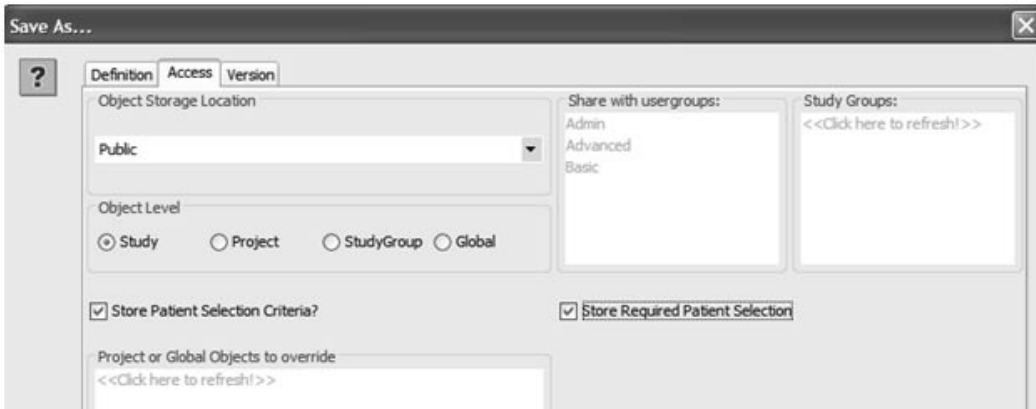 Save As...
?
Definition Access Version
Object Storage Location
Public
Share with usergroups:
Admin
Advanced
Basic
Study Groups:
<<Click here to refresh!>>
Object Level
Study Project StudyGroup Global
Store Patient Selection Criteria?
Store Required Patient Selection
Project or Global Objects to override
<<Click here to refresh!>>